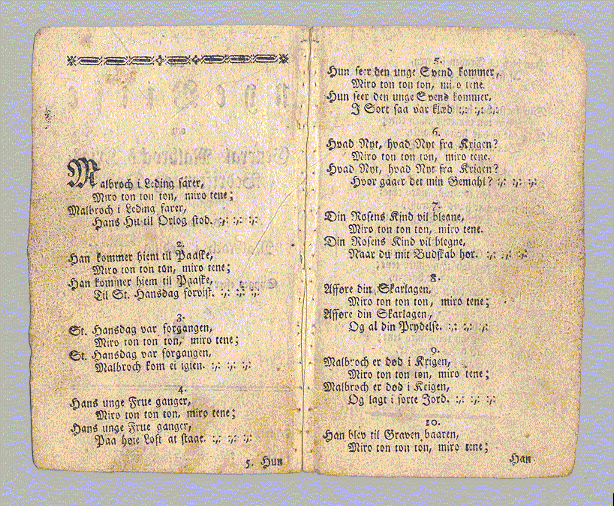 Malbroch i Leding farer,
Miro ton ton ton, miro tene;
Malbroch i Leding farer,
Hans Hu til Orlog stod. :,: :,: :,:
2.
Han kommer hiem til Paaske,
Miro ton ton ton, miro tene;
Han kommer hiem til Paaske,
Til St. Hansdag forvist. :,: :,: :,:
3.
St. Hansdag var forgangen,
Miro ton ton ton, miro tene;
St. Hansdag var forgangen,
Malbroch kom ei igien. :,: :,: :,:
4.
Hans unge Frue ganger,
Miro ton ton ton, miro tene;
Hans unge Frue ganger,
Paa høie Loft at staae. :,: :,: :,:
5. Hun
5.
Hun seer den unge Svend kommer,
Miro ton ton ton, miro tene.
Hun seer den unge Svend kommer.
I Sort saa var klæd :,: :,: :,:
6.
Hvad Nyt, hvad Nyt fra Krigen?
Miro ton ton ton, miro tene.
Hvad Nyt, hvad Nyt fra Krigen?
Hvor gaaer det min Gemahl? :,: :,: :,:
7.
Din Rosens Kind vil blegne,
Miro ton ton ton, miro tene.
Din Rosens Kind vil blegne,
Naar du mit Budskab hør. :,: :,: :,:
8.
Afføre din Skarlagen,
Miro ton ton ton, miro tene;
Afføre din Skarlagen,
Og al din Prydelse. :,: :,: :,:
9.
Malbroch er død i Krigen,
Miro ton ton ton, miro tene;
Malbroch er død i Krigen,
Og lagt i sorte Jord. :,: :,: :,:
10.
Han blev til Graven baaren,
Miro ton ton ton, miro tene;
Han